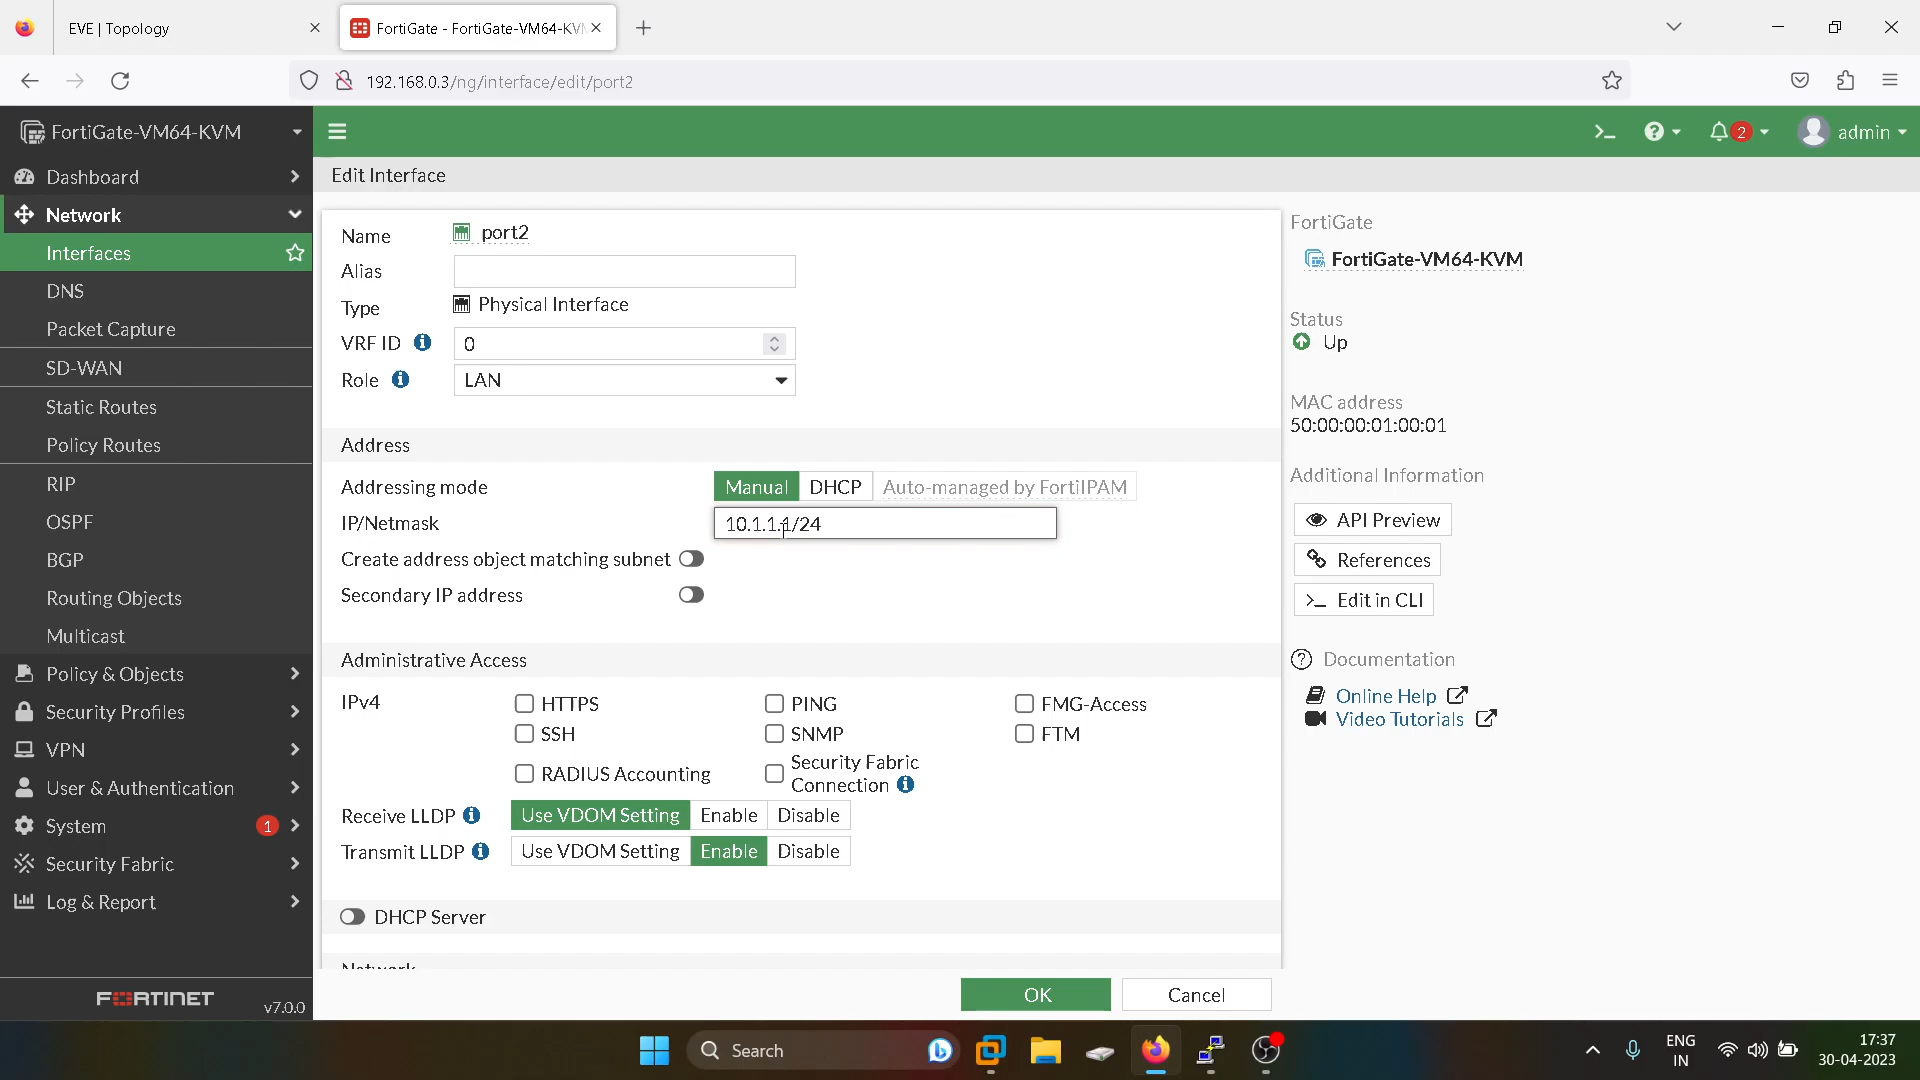 EVE | Topology
FortiGate - FortiGate-VM64-KVM
192.168.0.3/ng/interface/edit/port2
FortiGate-VM64-KVM
2
admin
Dashboard
Network
Interfaces
DNS
Packet Capture
SD-WAN
Static Routes
Policy Routes
RIP
OSPF
BGP
Routing Objects
Multicast
Policy & Objects
Security Profiles
VPN
User & Authentication
System 1
Security Fabric
Log & Report
FORTINET v7.0.0
Edit Interface
Name port2
Alias
Type Physical Interface
VRF ID 0
Role LAN
Address
Addressing mode Manual DHCP Auto-managed by FortiIPAM
IP/Netmask 10.1.1.1/24
Create address object matching subnet
Secondary IP address
Administrative Access
IPv4 HTTPS PING FMG-Access
SSH SNMP FTM
RADIUS Accounting Security Fabric Connection
Receive LLDP Use VDOM Setting Enable Disable
Transmit LLDP Use VDOM Setting Enable Disable
DHCP Server
Network
OK Cancel
FortiGate
FortiGate-VM64-KVM
Status
Up
MAC address
50:00:00:01:00:01
Additional Information
API Preview
References
>_ Edit in CLI
Documentation
Online Help
Video Tutorials
Search
ENG
IN
17:37
30-04-2023